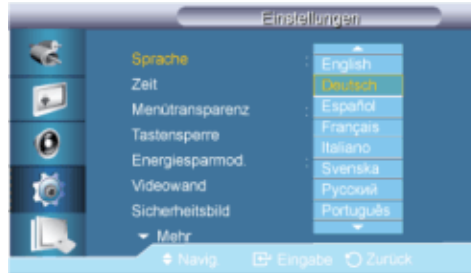 Einstellungen
Sprache :
Zeit
Menütransparenz :
Tastensperre
Energiesparmod. :
Videowand
Sicherheitsbild
Mehr
English
Deutsch
Español
Français
Italiano
Svenska
Русский
Português
Navig. Eingabe Zurück